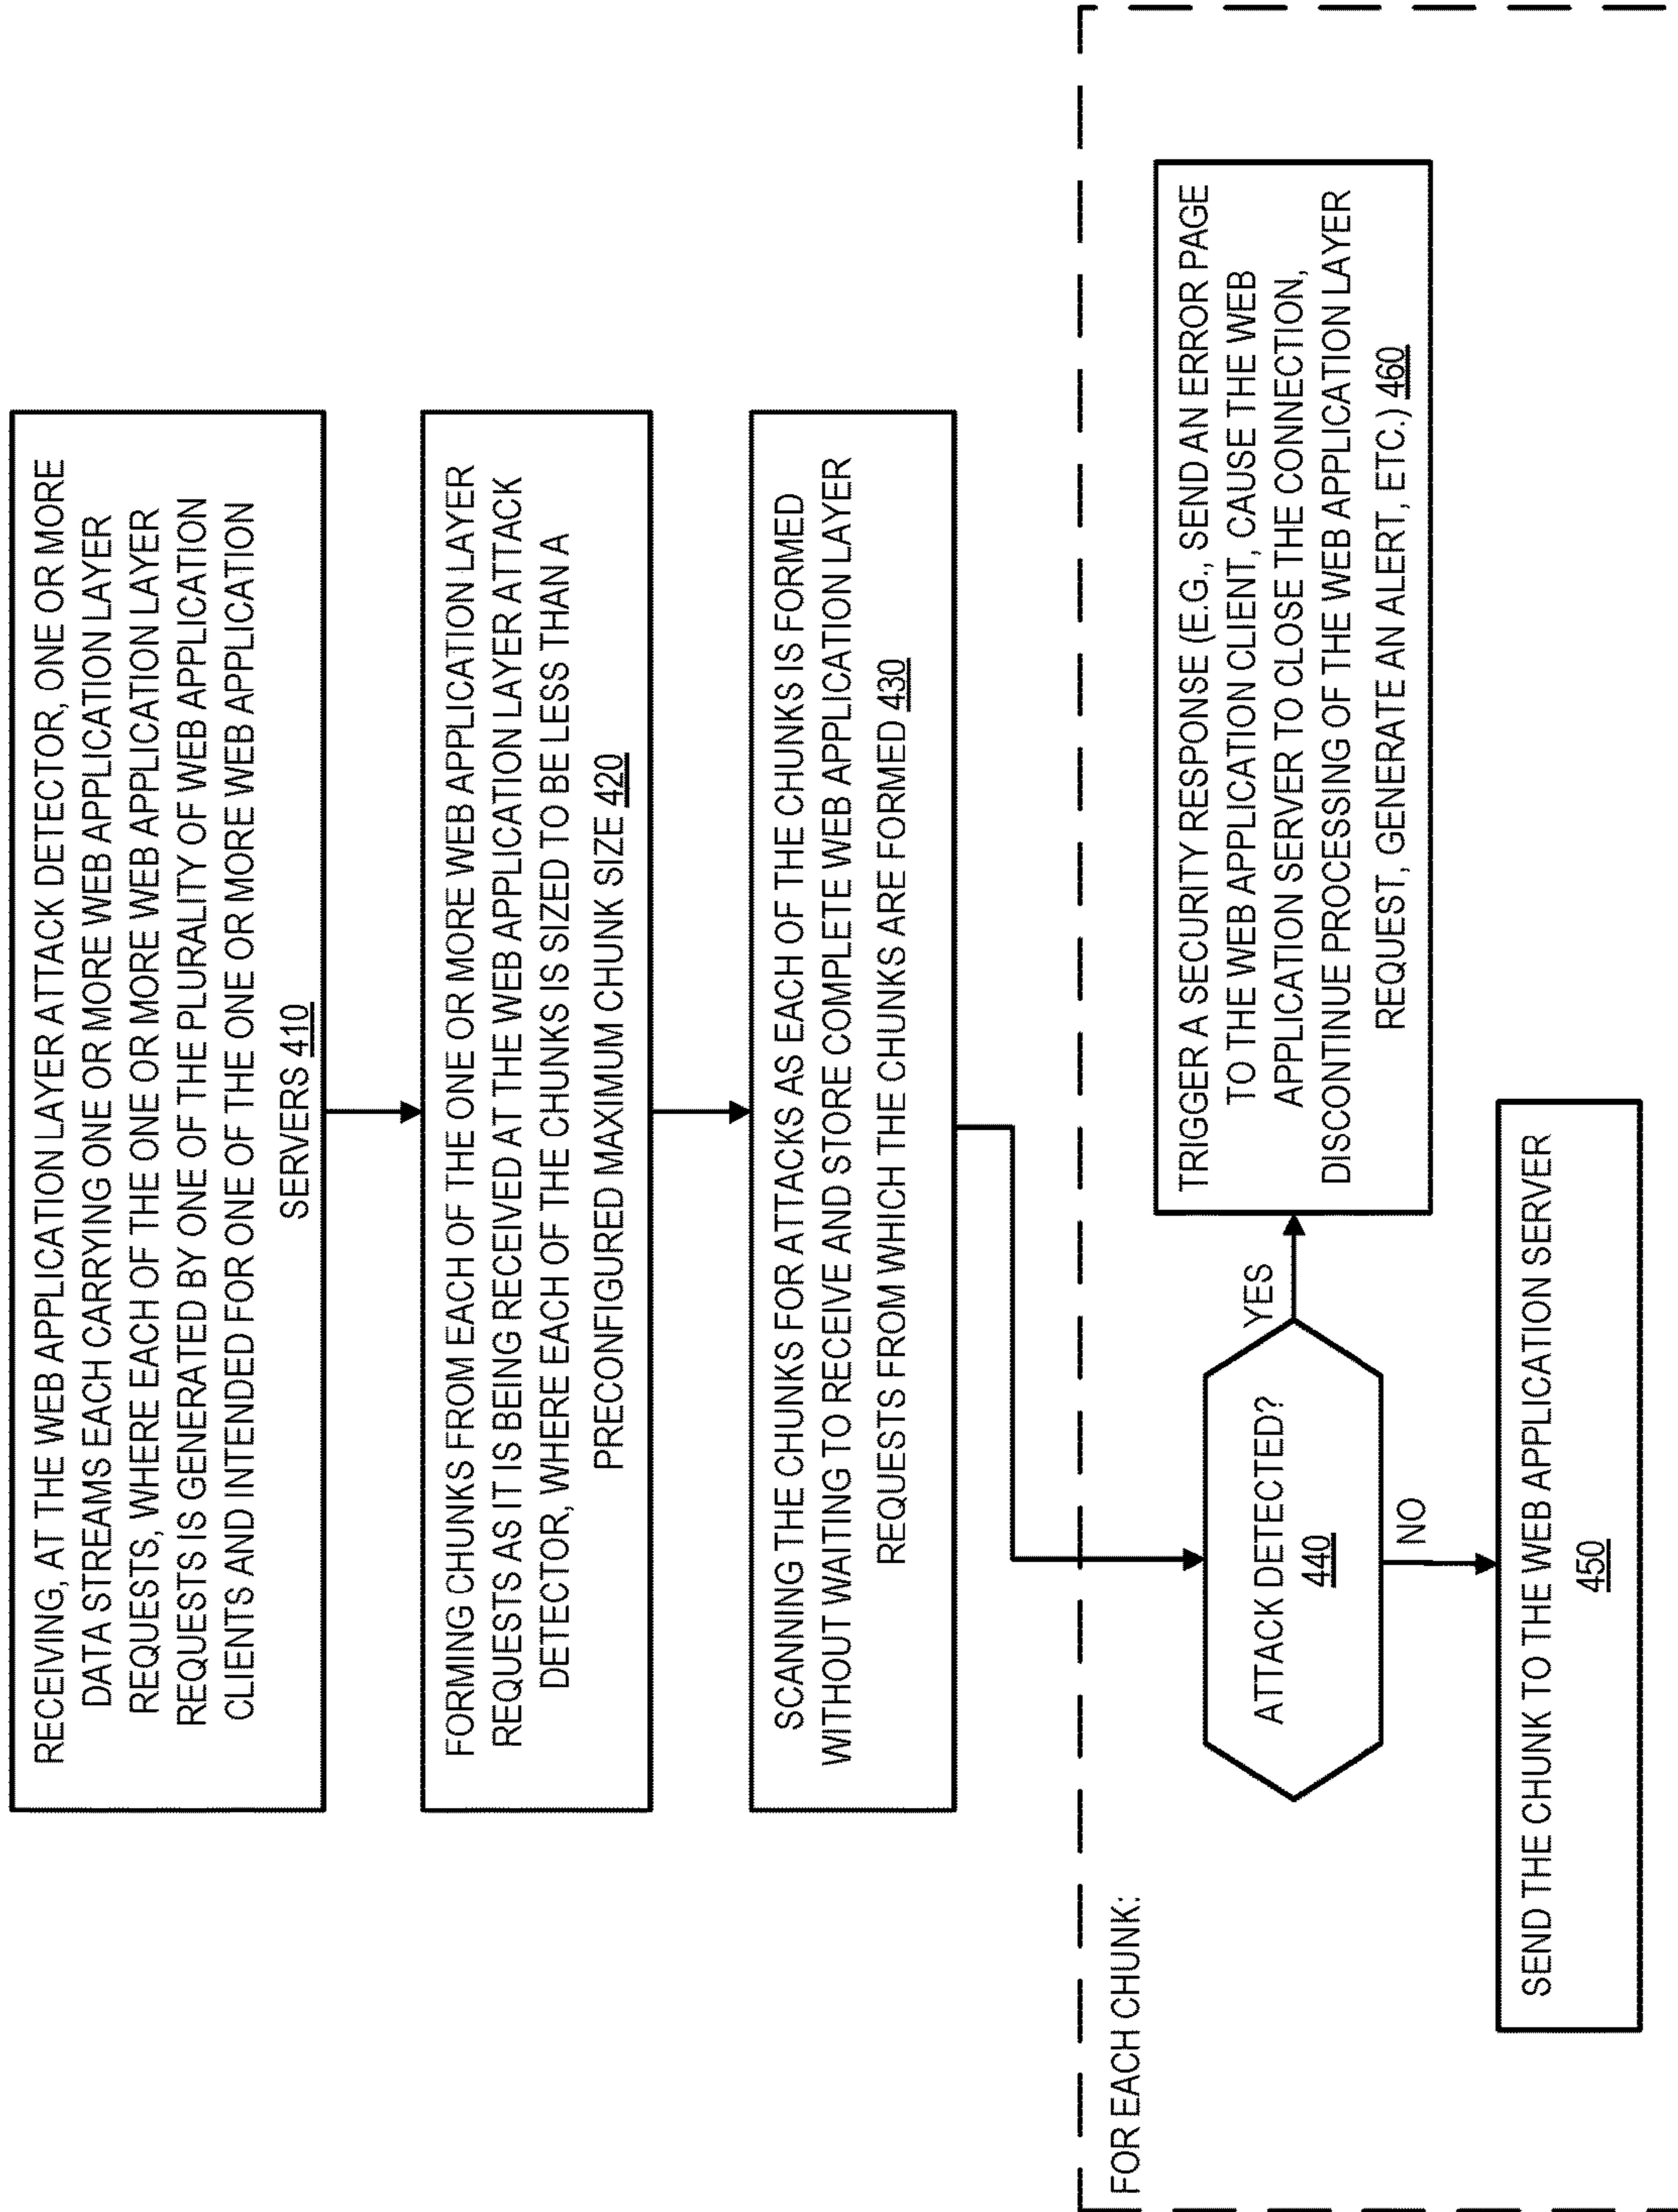 RECEIVING, AT THE WEB APPLICATION LAYER ATTACK DETECTOR, ONE OR MORE
DATA STREAMS EACH CARRYING ONE OR MORE WEB APPLICATION LAYER
REQUESTS, WHERE EACH OF THE ONE OR MORE WEB APPLICATION LAYER
REQUESTS IS GENERATED BY ONE OF THE PLURALITY OF WEB APPLICATION
CLIENTS AND INTENDED FOR ONE OF THE ONE OR MORE WEB APPLICATION
SERVERS 410
FORMING CHUNKS FROM EACH OF THE ONE OR MORE WEB APPLICATION LAYER
REQUESTS AS IT IS BEING RECEIVED AT THE WEB APPLICATION LAYER ATTACK
DETECTOR, WHERE EACH OF THE CHUNKS IS SIZED TO BE LESS THAN A
PRECONFIGURED MAXIMUM CHUNK SIZE 420
SCANNING THE CHUNKS FOR ATTACKS AS EACH OF THE CHUNKS IS FORMED
WITHOUT WAITING TO RECEIVE AND STORE COMPLETE WEB APPLICATION LAYER
REQUESTS FROM WHICH THE CHUNKS ARE FORMED 430
FOR EACH CHUNK:
ATTACK DETECTED?
440
YES
TRIGGER A SECURITY RESPONSE (E.G., SEND AN ERROR PAGE
TO THE WEB APPLICATION CLIENT, CAUSE THE WEB
APPLICATION SERVER TO CLOSE THE CONNECTION,
DISCONTINUE PROCESSING OF THE WEB APPLICATION LAYER
REQUEST, GENERATE AN ALERT, ETC.) 460
NO
SEND THE CHUNK TO THE WEB APPLICATION SERVER
450